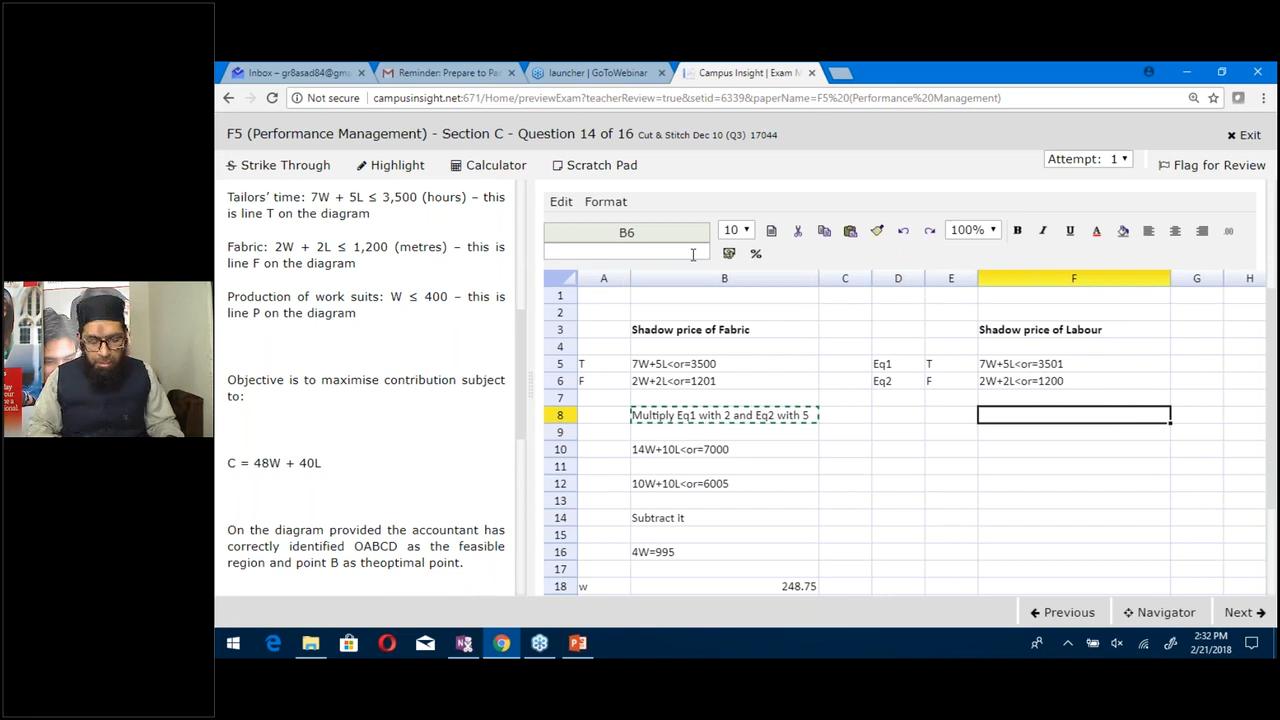 Inbox – gr8asad84@gma
Reminder: Prepare to Par
launcher | GoToWebinar
Campus Insight | Exam M
Not secure
campusinsight.net:671/Home/previewExam?teacherReview=true&setid=6339&paperName=F5%20(Performance%20Management)
F5 (Performance Management) - Section C - Question 14 of 16 Cut & Stitch Dec 10 (Q3) 17044
Exit
Strike Through
Highlight
Calculator
Scratch Pad
Attempt: 1
Flag for Review
Tailors' time: 7W + 5L ≤ 3,500 (hours) – this
is line T on the diagram
Fabric: 2W + 2L ≤ 1,200 (metres) – this is
line F on the diagram
Production of work suits: W ≤ 400 – this is
line P on the diagram
Objective is to maximise contribution subject
to:
C = 48W + 40L
On the diagram provided the accountant has
correctly identified OABCD as the feasible
region and point B as theoptimal point.
Edit Format
B6
10
100%
B I U A
%
A B C D E F G H
1
2
3 Shadow price of Fabric Shadow price of Labour
4
5 T 7W+5L<or=3500 Eq1 T 7W+5L<or=3501
6 F 2W+2L<or=1201 Eq2 F 2W+2L<or=1200
7
8 Multiply Eq1 with 2 and Eq2 with 5
9
10 14W+10L<or=7000
11
12 10W+10L<or=6005
13
14 Subtract it
15
16 4W=995
17
18 w 248.75
Previous
Navigator
Next
2:32 PM
2/21/2018